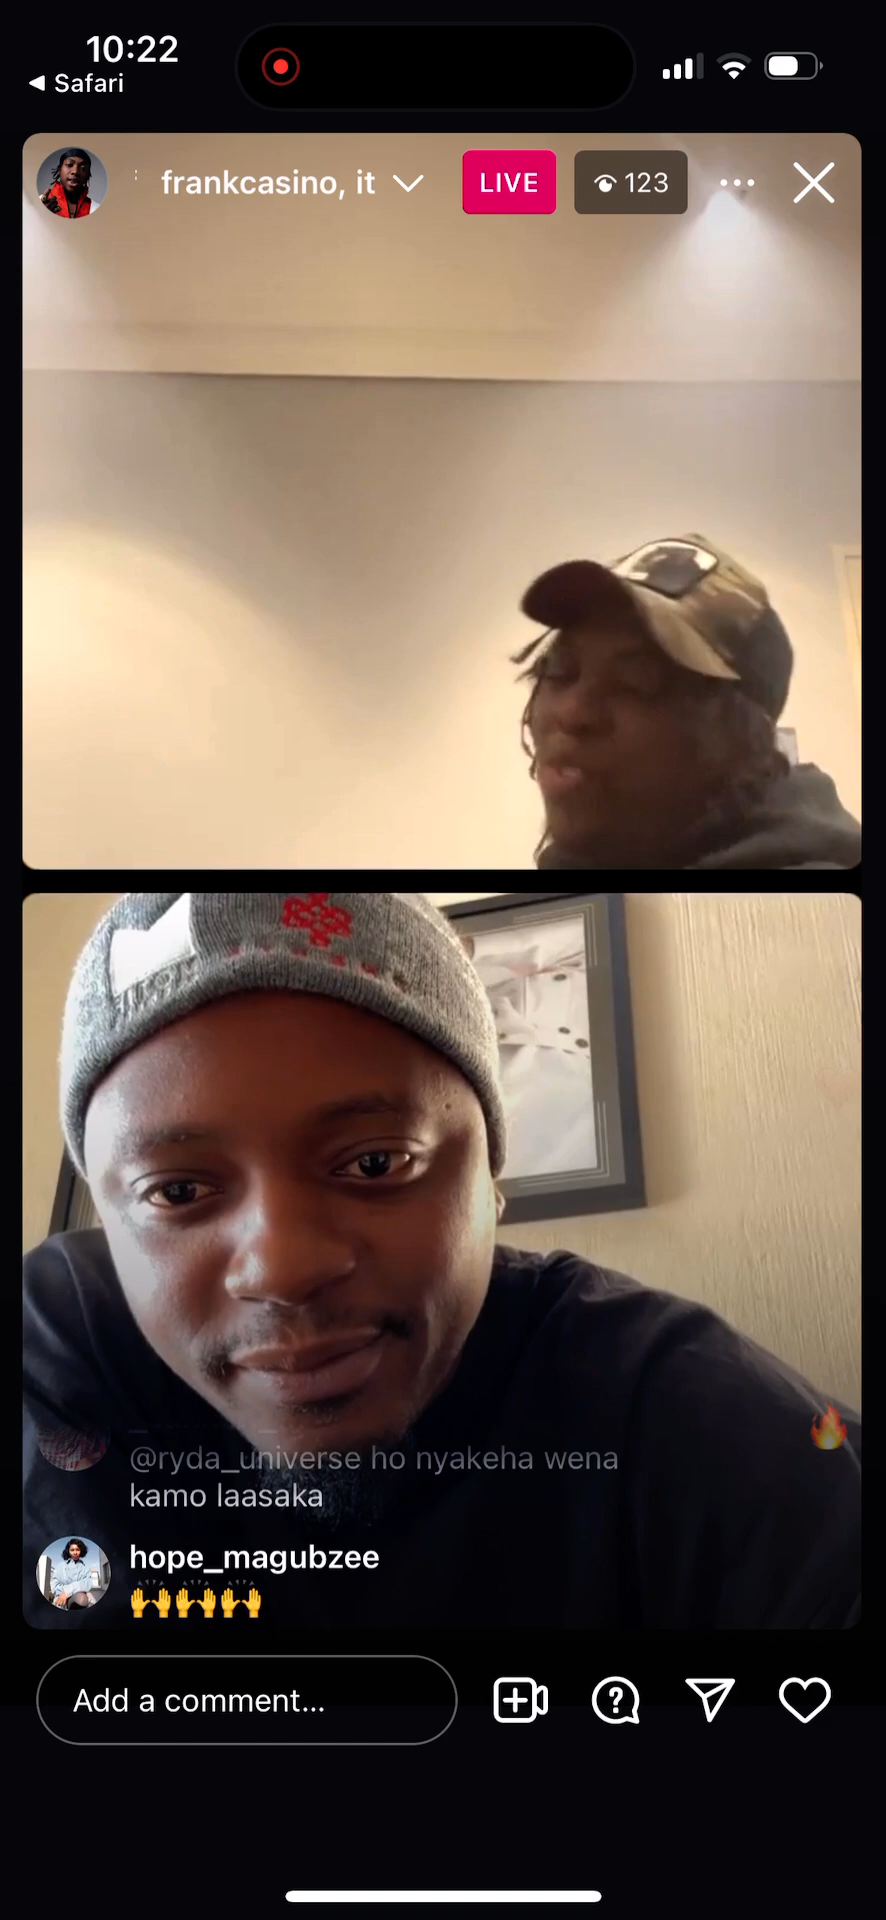 10:22
Safari
frankcasino, it
LIVE
123
@ryda_universe ho nyakeha wena
kamo laasaka
hope_magubzee
🙌🙌🙌
Add a comment...